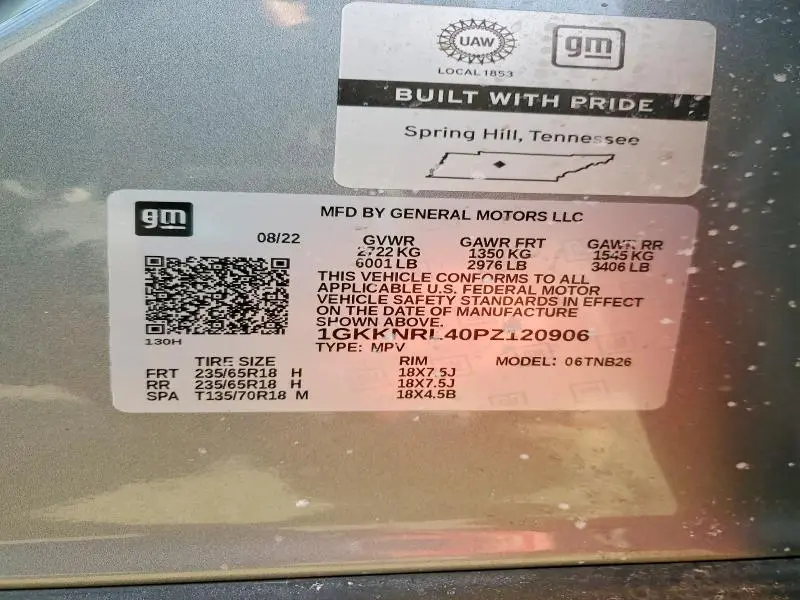 UAW
gm
LOCAL 1853
BUILT WITH PRIDE
Spring Hill, Tennessee
gm
MFD BY GENERAL MOTORS LLC
08/22
GVWR GAWR FRT GAWR RR
2722 KG 1350 KG 1545 KG
6001 LB 2976 LB 3406 LB
THIS VEHICLE CONFORMS TO ALL
APPLICABLE U.S. FEDERAL MOTOR
VEHICLE SAFETY STANDARDS IN EFFECT
ON THE DATE OF MANUFACTURE
SHOWN ABOVE.
130H
1GKKNRL40PZ120906
TYPE: MPV
TIRE SIZE RIM MODEL: 06TNB26
FRT 235/65R18 H 18X7.5J
RR 235/65R18 H 18X7.5J
SPA T135/70R18 M 18X4.5B